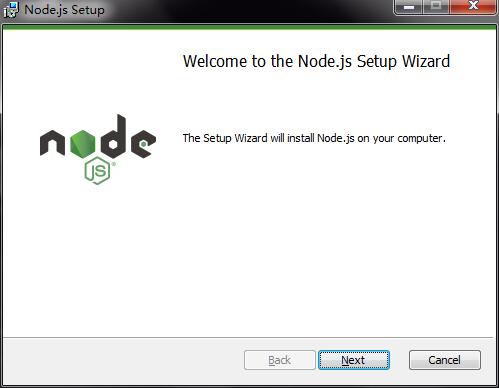 Node.js Setup
Welcome to the Node.js Setup Wizard
node
JS®
The Setup Wizard will install Node.js on your computer.
Back
Next
Cancel